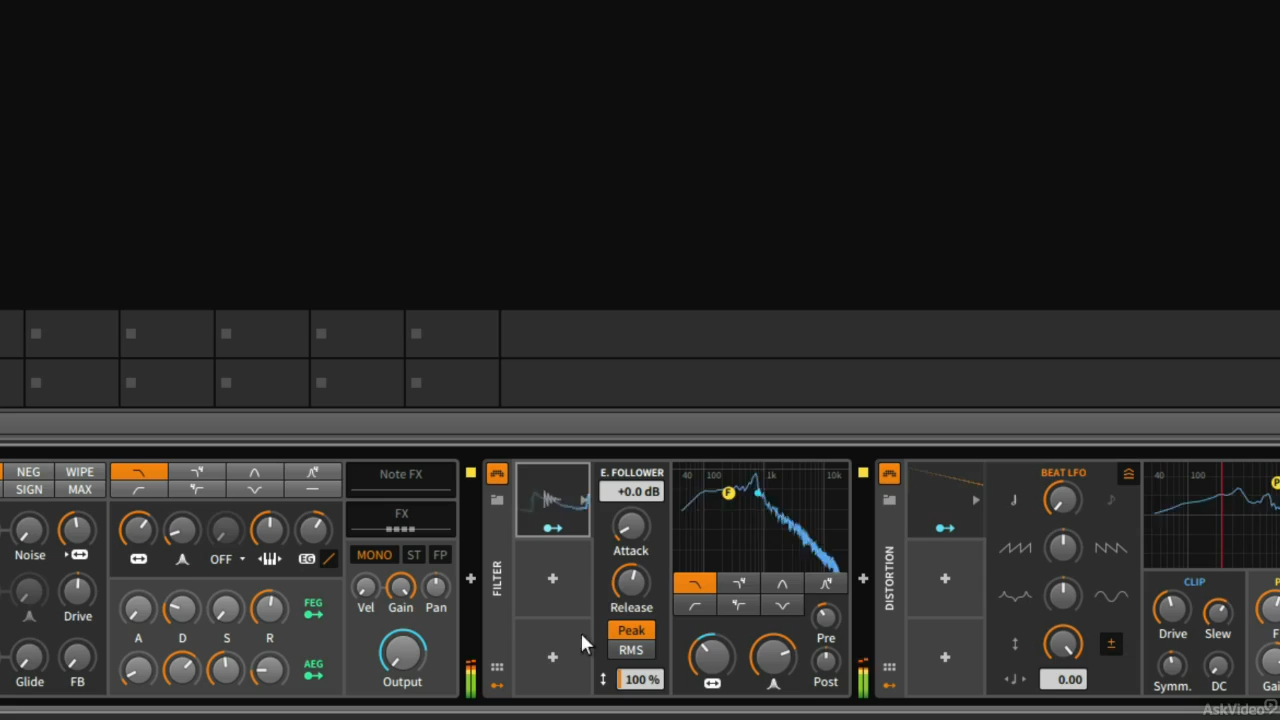 NEG WIPE
SIGN MAX
Noise
Drive
Glide FB
OFF EG
A D S R
FEG
AEG
Note FX
FX
MONO ST FP
Vel Gain Pan
Output
FILTER
E. FOLLOWER
+0.0 dB
Attack
Release
Peak
RMS
100 %
40 100 1k 10k
F
Pre
Post
DISTORTION
BEAT LFO
±
0.00
40 100
CLIP
Drive Slew
Symm. DC
AskVideo